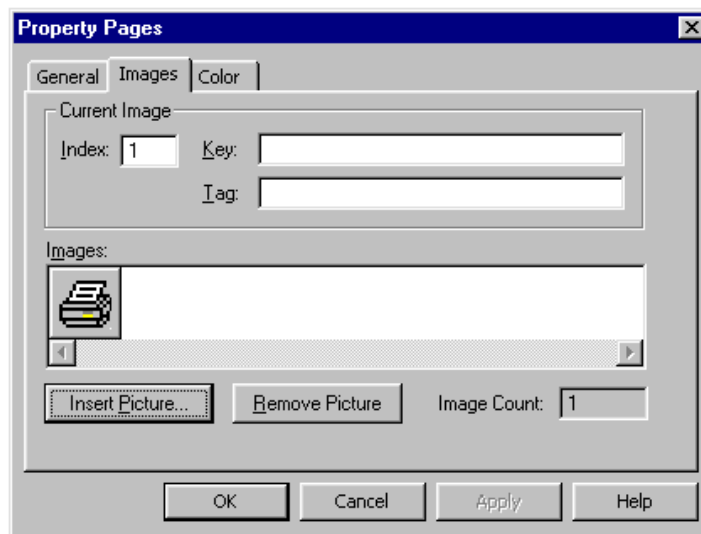 Property Pages
General Images Color
Current Image
Index: 1 Key:
Tag:
Images:
Insert Picture... Remove Picture Image Count: 1
OK Cancel Apply Help